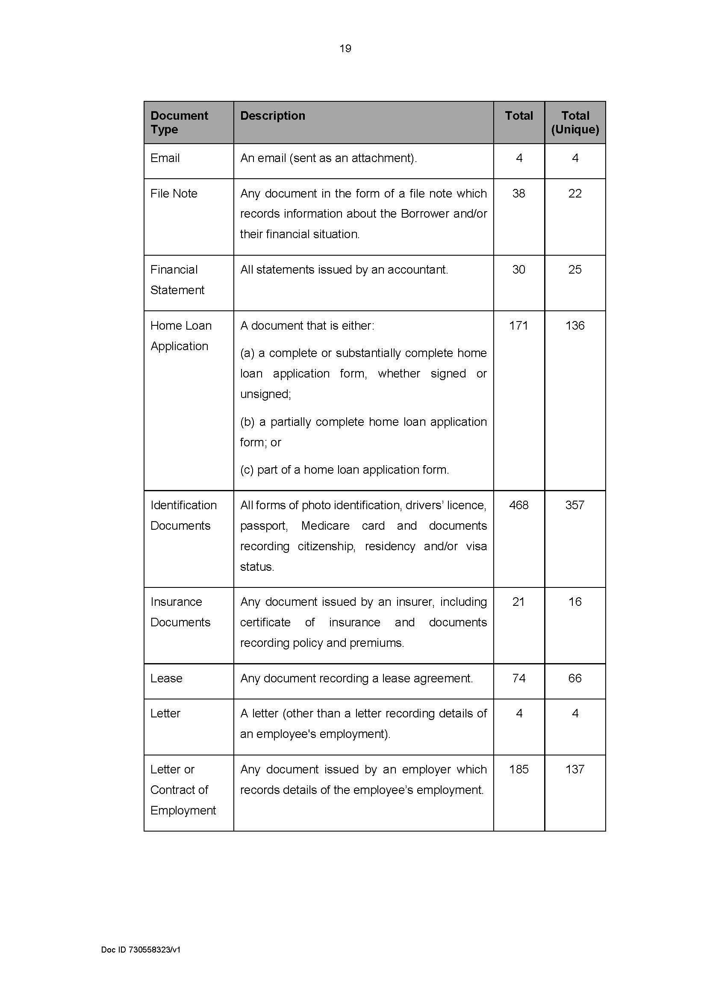 19
Document Type
Description
Total
Total (Unique)
Email
An email (sent as an attachment).
4
4
File Note
Any document in the form of a file note which
records information about the Borrower and/or
their financial situation.
38
22
Financial
Statement
All statements issued by an accountant.
30
25
Home Loan
Application
A document that is either:
(a) a complete or substantially complete home
loan application form, whether signed or
unsigned;
(b) a partially complete home loan application
form; or
(c) part of a home loan application form.
171
136
Identification
Documents
All forms of photo identification, drivers’ licence,
passport, Medicare card and documents
recording citizenship, residency and/or visa
status.
468
357
Insurance
Documents
Any document issued by an insurer, including
certificate of insurance and documents
recording policy and premiums.
21
16
Lease
Any document recording a lease agreement.
74
66
Letter
A letter (other than a letter recording details of
an employee's employment).
4
4
Letter or
Contract of
Employment
Any document issued by an employer which
records details of the employee’s employment.
185
137
Doc ID 730558323/v1